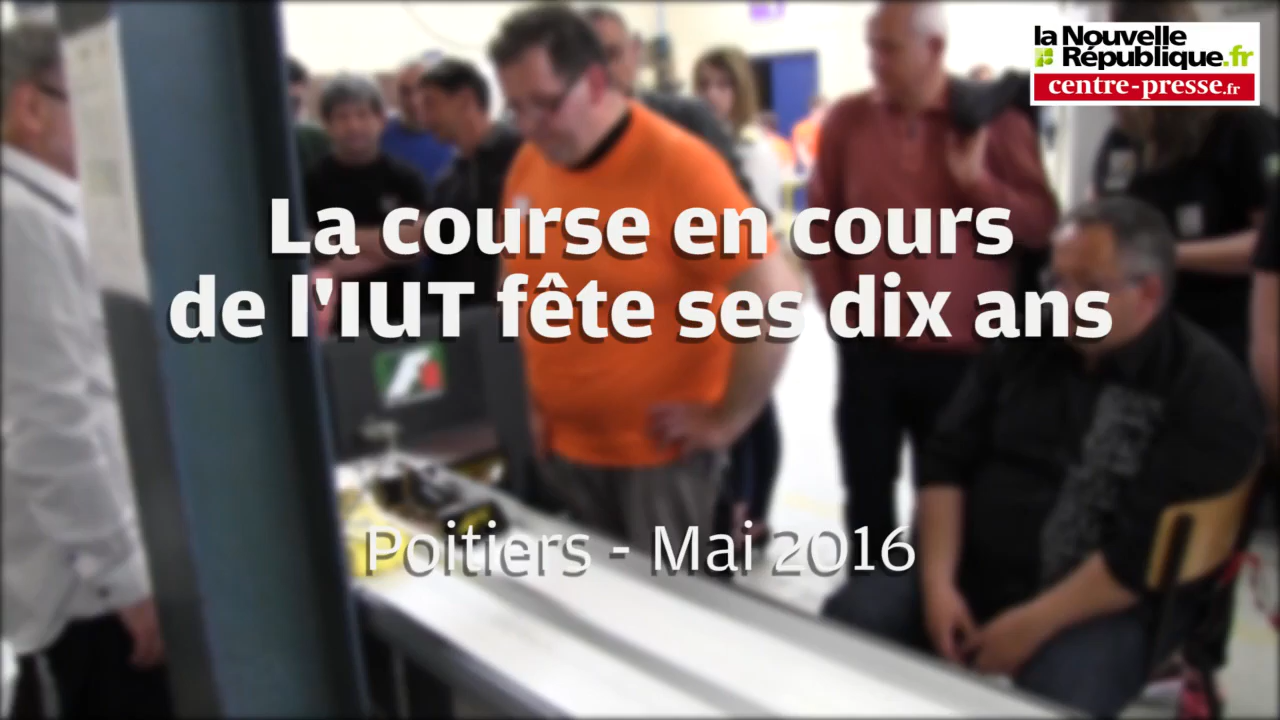 la Nouvelle
République.fr
centre-presse.fr
La course en cours
de l'IUT fête ses dix ans
Poitiers - Mai 2016